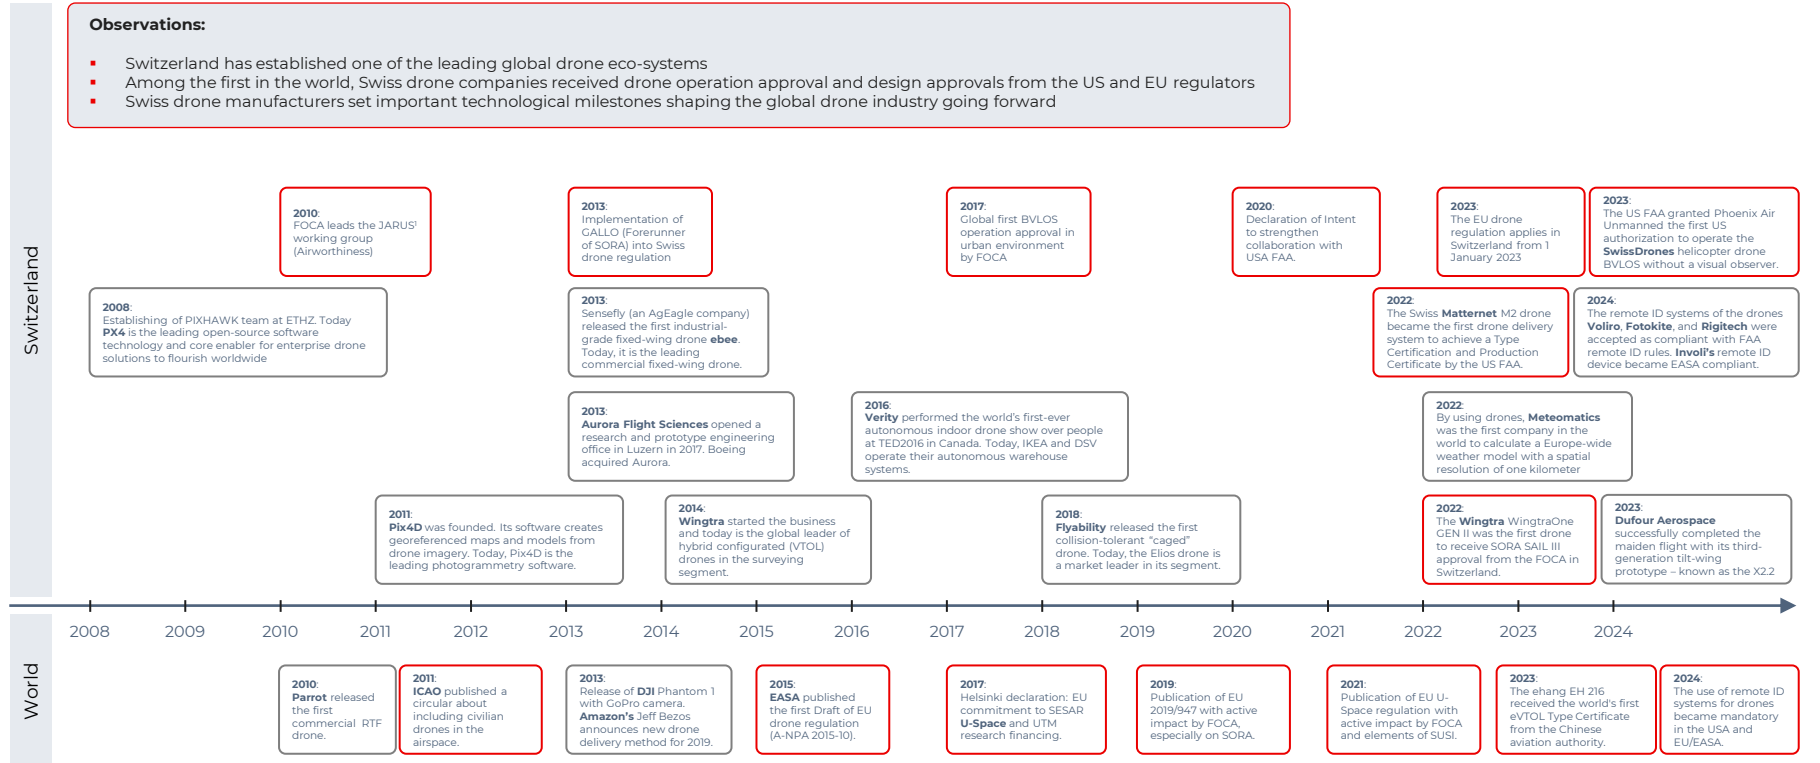 Observations:
Switzerland has established one of the leading global drone eco-systems
Among the first in the world, Swiss drone companies received drone operation approval and design approvals from the US and EU regulators
Swiss drone manufacturers set important technological milestones shaping the global drone industry going forward
Switzerland
2010:
FOCA leads the JARUS¹
working group
(Airworthiness)
2013:
Implementation of
GALLO (Forerunner
of SORA) into Swiss
drone regulation
2017:
Global first BVLOS
operation approval in
urban environment
by FOCA
2020:
Declaration of Intent
to strengthen
collaboration with
USA FAA.
2023:
The EU drone
regulation applies in
Switzerland from 1
January 2023
2023:
The US FAA granted Phoenix Air
Unmanned the first US
authorization to operate the
SwissDrones helicopter drone
BVLOS without a visual observer.
2008:
Establishing of PIXHAWK team at ETHZ. Today
PX4 is the leading open-source software
technology and core enabler for enterprise drone
solutions to flourish worldwide
2013:
Sensefly (an AgEagle company)
released the first industrial-
grade fixed-wing drone ebee.
Today, it is the leading
commercial fixed-wing drone.
2022:
The Swiss Matternet M2 drone
became the first drone delivery
system to achieve a Type
Certification and Production
Certificate by the US FAA.
2024:
The remote ID systems of the drones
Voliro, Fotokite, and Rigitech were
accepted as compliant with FAA
remote ID rules. Involi's remote ID
device became EASA compliant.
2013:
Aurora Flight Sciences opened a
research and prototype engineering
office in Luzern in 2017. Boeing
acquired Aurora.
2016:
Verity performed the world's first-ever
autonomous indoor drone show over people
at TED2016 in Canada. Today, IKEA and DSV
operate their autonomous warehouse
systems.
2022:
By using drones, Meteomatics
was the first company in the
world to calculate a Europe-wide
weather model with a spatial
resolution of one kilometer
2011:
Pix4D was founded. Its software creates
georeferenced maps and models from
drone imagery. Today, Pix4D is the
leading photogrammetry software.
2014:
Wingtra started the business
and today is the global leader of
hybrid configurated (VTOL)
drones in the surveying
segment.
2018:
Flyability released the first
collision-tolerant “caged”
drone. Today, the Elios drone is
a market leader in its segment.
2022:
The Wingtra WingtraOne
GEN II was the first drone
to receive SORA SAIL III
approval from the FOCA in
Switzerland.
2023:
Dufour Aerospace
successfully completed the
maiden flight with its third-
generation tilt-wing
prototype – known as the X2.2
2008 2009 2010 2011 2012 2013 2014 2015 2016 2017 2018 2019 2020 2021 2022 2023 2024
World
2010:
Parrot released
the first
commercial RTF
drone.
2011:
ICAO published a
circular about
including civilian
drones in the
airspace.
2013:
Release of DJI Phantom 1
with GoPro camera.
Amazon's Jeff Bezos
announces new drone
delivery method for 2019.
2015:
EASA published
the first Draft of EU
drone regulation
(A-NPA 2015-10).
2017:
Helsinki declaration: EU
commitment to SESAR
U-Space and UTM
research financing.
2019:
Publication of EU
2019/947 with active
impact by FOCA,
especially on SORA.
2021:
Publication of EU U-
Space regulation with
active impact by FOCA
and elements of SUSI.
2023:
The ehang EH 216
received the world's first
eVTOL Type Certificate
from the Chinese
aviation authority.
2024:
The use of remote ID
systems for drones
became mandatory
in the USA and
EU/EASA.